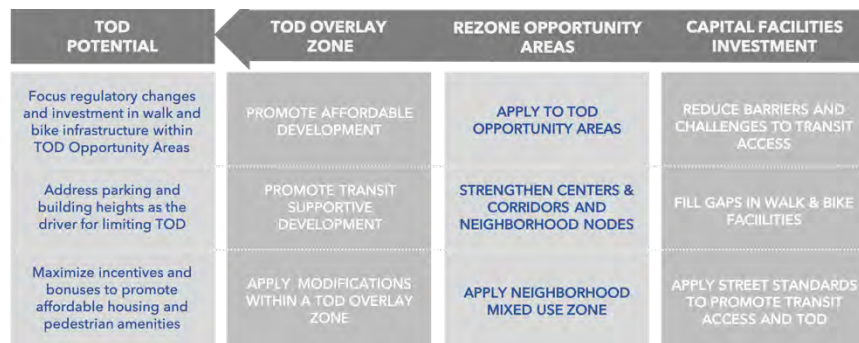 TOD
POTENTIAL
TOD OVERLAY
ZONE
REZONE OPPORTUNITY
AREAS
CAPITAL FACILITIES
INVESTMENT
Focus regulatory changes
and investment in walk and
bike infrastructure within
TOD Opportunity Areas
PROMOTE AFFORDABLE
DEVELOPMENT
APPLY TO TOD
OPPORTUNITY AREAS
REDUCE BARRIERS AND
CHALLENGES TO TRANSIT
ACCESS
Address parking and
building heights as the
driver for limiting TOD
PROMOTE TRANSIT
SUPPORTIVE
DEVELOPMENT
STRENGTHEN CENTERS &
CORRIDORS AND
NEIGHBORHOOD NODES
FILL GAPS IN WALK & BIKE
FACIILITIES
Maximize incentives and
bonuses to promote
affordable housing and
pedestrian amenities
APPLY MODIFICATIONS
WITHIN A TOD OVERLAY
ZONE
APPLY NEIGHBORHOOD
MIXED USE ZONE
APPLY STREET STANDARDS
TO PROMOTE TRANSIT
ACCESS AND TOD